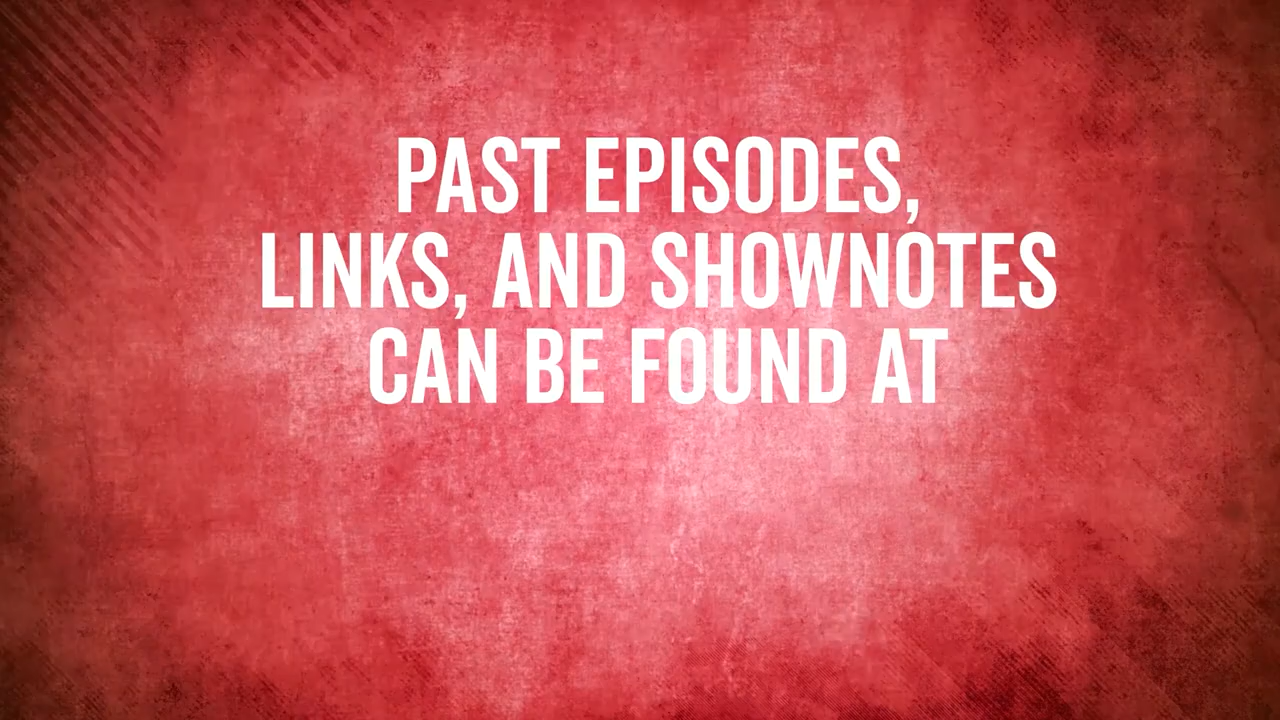 PAST EPISODES,
LINKS, AND SHOWNOTES
CAN BE FOUND AT